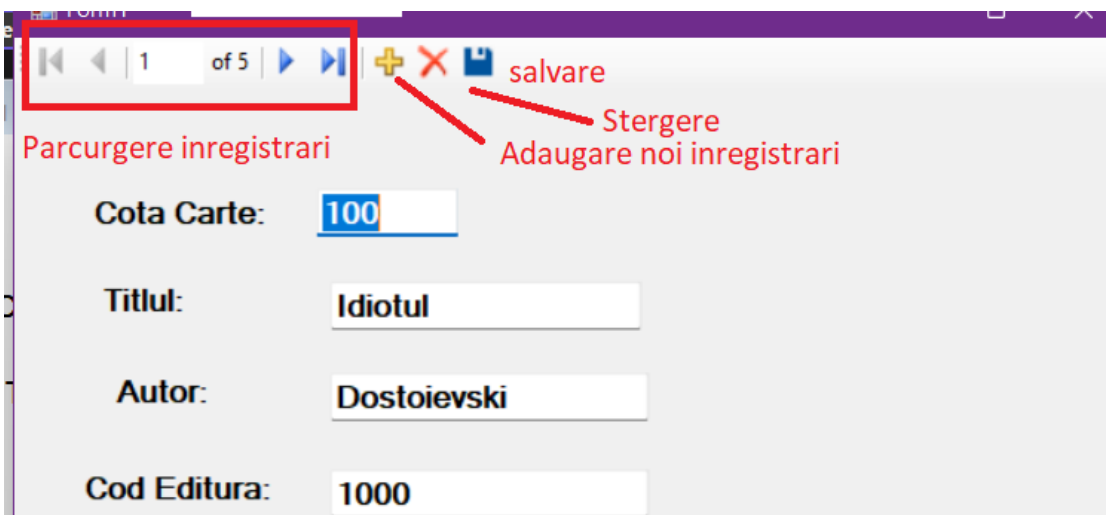 Form1
1 of 5
salvare
Stergere
Parcurgere inregistrari
Adaugare noi inregistrari
Cota Carte: 100
Titlul: Idiotul
Autor: Dostoievski
Cod Editura: 1000